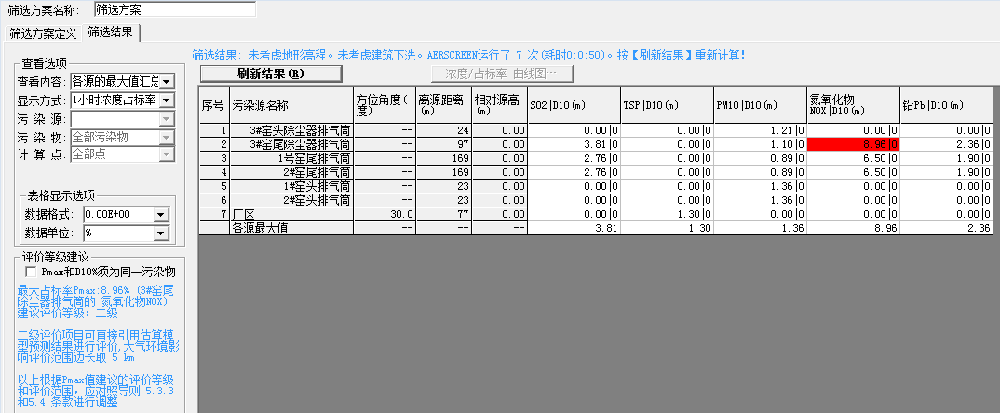 筛选方案名称: 筛选方案
筛选方案定义 筛选结果
筛选结果: 未考虑地形高程。未考虑建筑下洗。AERSCREEN运行了 7 次(耗时0:0:50)。按【刷新结果】重新计算!
刷新结果(R) 浓度/占标率 曲线图…
查看选项
查看内容: 各源的最大值汇总
显示方式: 1小时浓度占标率
污 染 源:
污 染 物: 全部污染物
计 算 点: 全部点
表格显示选项
数据格式: 0.00E+00
数据单位: %
评价等级建议
Pmax和D10%须为同一污染物
最大占标率Pmax:8.96% (3#窑尾
除尘器排气筒的 氮氧化物NOX)
建议评价等级: 二级
二级评价项目可直接引用估算模
型预测结果进行评价,大气环境影
响评价范围边长取 5 km
以上根据Pmax值建议的评价等级
和评价范围, 应对照导则 5.3.3
和5.4 条款进行调整
序号 污染源名称 方位角度(度) 离源距离(m) 相对源高(m) SO2|D10(m) TSP|D10(m) PM10|D10(m) 氮氧化物NOX|D10(m) 铅Pb|D10(m)
1 3#窑头除尘器排气筒 -- 24 0.00 0.00|0 0.00|0 1.21|0 0.00|0 0.00|0
2 3#窑尾除尘器排气筒 -- 97 0.00 3.81|0 0.00|0 1.10|0 8.96|0 2.36|0
3 1号窑尾排气筒 -- 169 0.00 2.76|0 0.00|0 0.89|0 6.50|0 1.90|0
4 2#窑尾排气筒 -- 169 0.00 2.76|0 0.00|0 0.89|0 6.50|0 1.90|0
5 1#窑头排气筒 -- 23 0.00 0.00|0 0.00|0 1.36|0 0.00|0 0.00|0
6 2#窑头排气筒 -- 23 0.00 0.00|0 0.00|0 1.36|0 0.00|0 0.00|0
7 厂区 30.0 77 0.00 0.00|0 1.30|0 0.00|0 0.00|0 0.00|0
各源最大值 -- -- -- 3.81 1.30 1.36 8.96 2.36